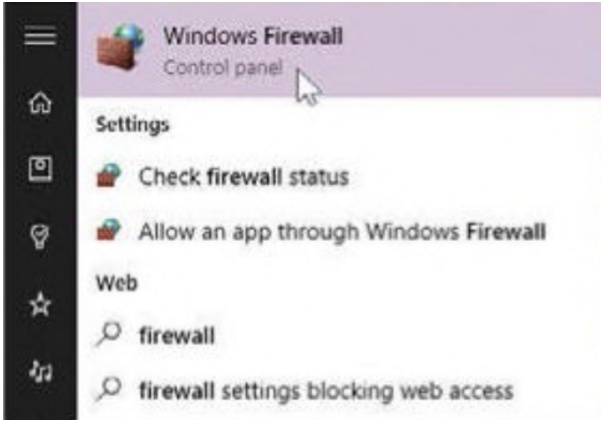 Windows Firewall
Control panel
Settings
Check firewall status
Allow an app through Windows Firewall
Web
firewall
firewall settings blocking web access